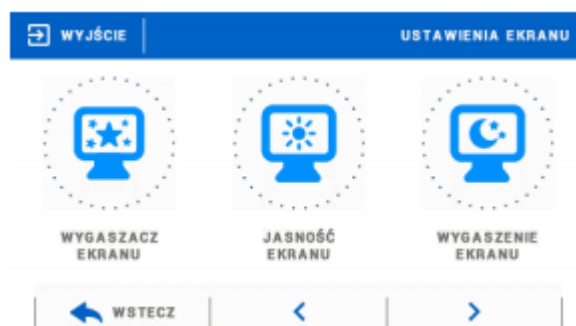 WYJŚCIE
USTAWIENIA EKRANU
WYGASZACZ
EKRANU
JASNOŚĆ
EKRANU
WYGASZENIE
EKRANU
WSTECZ